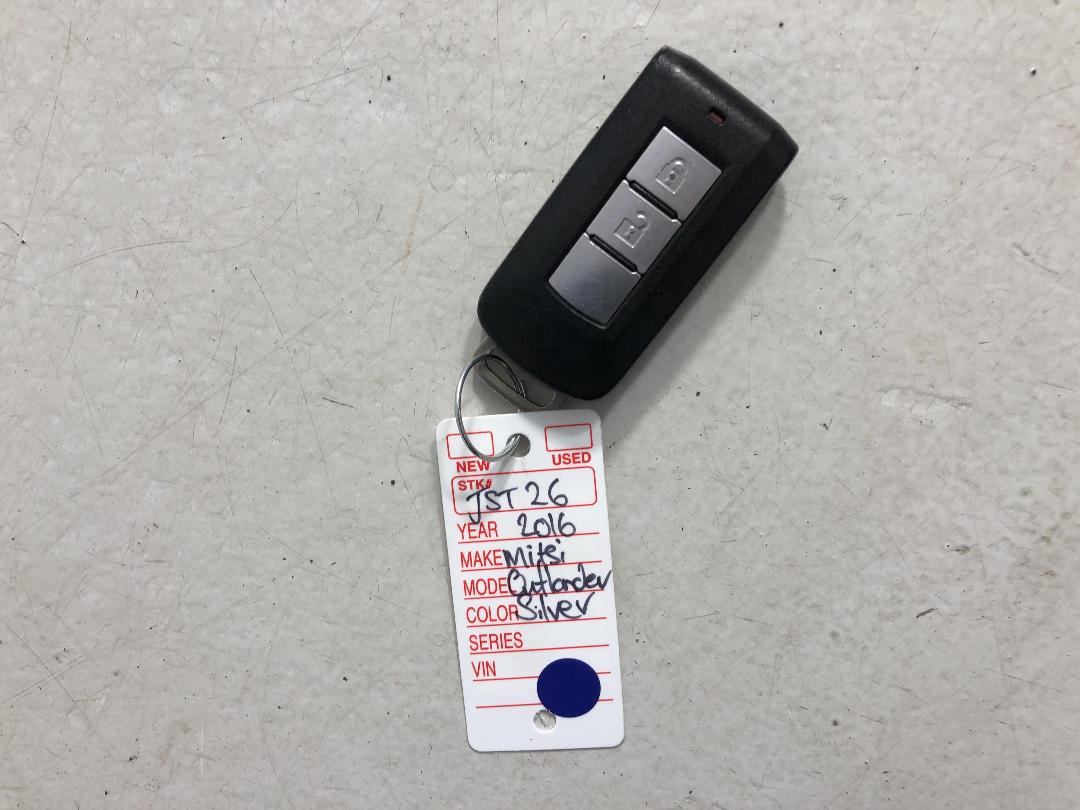 NEW USED
STK#
JST 26
YEAR 2016
MAKE Mitsi
MODEL Outlander
COLOR Silver
SERIES
VIN